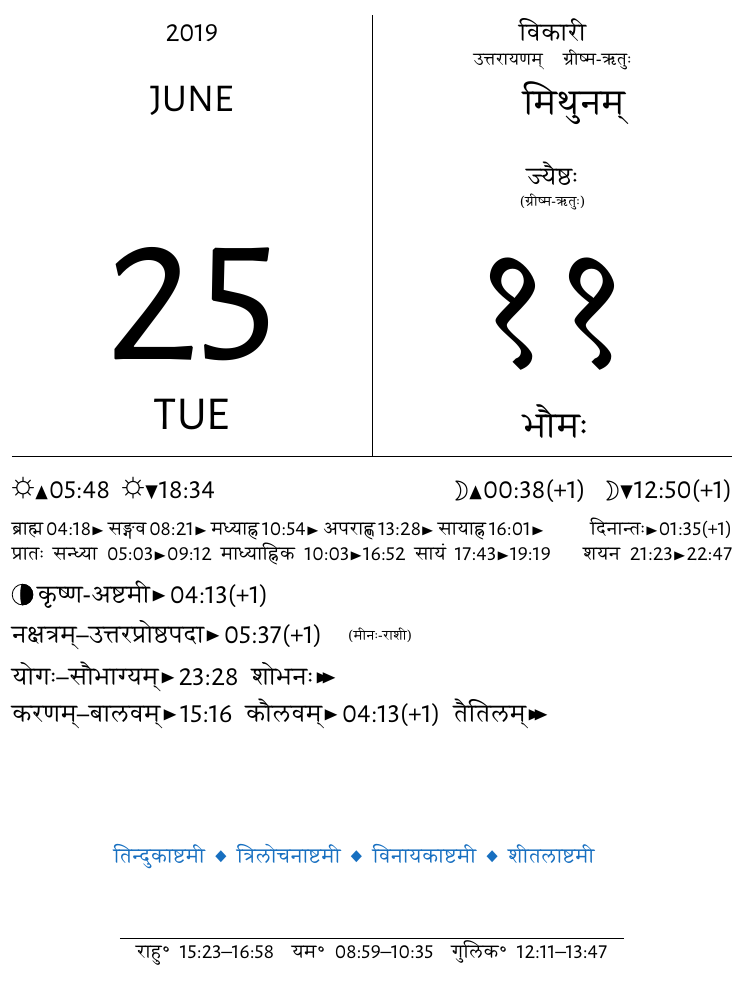 2019
JUNE
25
TUE
विकारी
उत्तरायणम् ग्रीष्म-ऋतुः
मिथुनम्
ज्यैष्ठः
(ग्रीष्म-ऋतुः)
११
भौमः
☼▲05:48 ☼▼18:34 ☽▲00:38(+1) ☽▼12:50(+1)
ब्राह्म 04:18► सङ्गव 08:21► मध्याह्न 10:54► अपराह्ण 13:28► सायाह्न 16:01► दिनान्तः►01:35(+1)
प्रातः सन्ध्या 05:03►09:12 माध्याह्निक 10:03►16:52 सायं 17:43►19:19 शयन 21:23►22:47
कृष्ण-अष्टमी► 04:13(+1)
नक्षत्रम्–उत्तरप्रोष्ठपदा► 05:37(+1) (मीनः-राशी)
योगः–सौभाग्यम्►23:28 शोभनः►►
करणम्–बालवम्►15:16 कौलवम्►04:13(+1) तैतिलम्►►
तिन्दुकाष्टमी ◆ त्रिलोचनाष्टमी ◆ विनायकाष्टमी ◆ शीतलाष्टमी
राहु° 15:23–16:58 यम° 08:59–10:35 गुलिक° 12:11–13:47